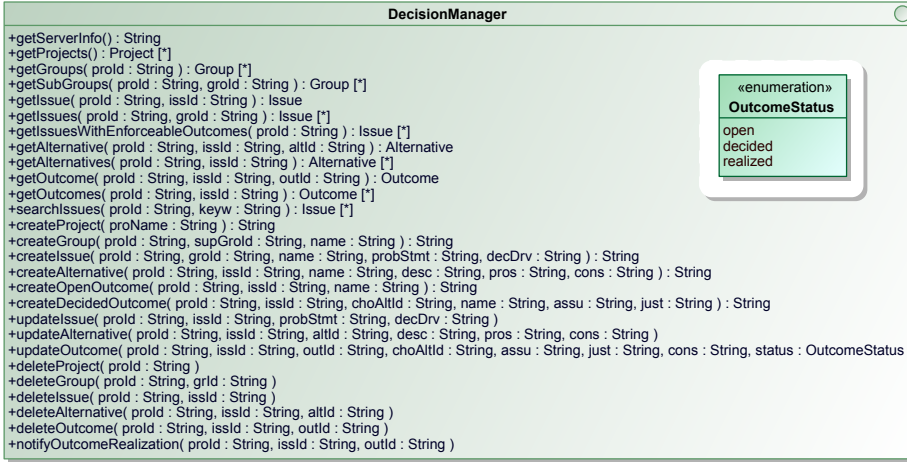 DecisionManager
+getServerInfo() : String
+getProjects() : Project [*]
+getGroups( proId : String ) : Group [*]
+getSubGroups( proId : String, groId : String ) : Group [*]
+getIssue( proId : String, issId : String ) : Issue
+getIssues( proId : String, groId : String ) : Issue [*]
+getIssuesWithEnforceableOutcomes( proId : String ) : Issue [*]
+getAlternative( proId : String, issId : String, altId : String ) : Alternative
+getAlternatives( proId : String, issId : String ) : Alternative [*]
+getOutcome( proId : String, issId : String, outId : String ) : Outcome
+getOutcomes( proId : String, issId : String ) : Outcome [*]
+searchIssues( proId : String, keyw : String ) : Issue [*]
+createProject( proName : String ) : String
+createGroup( proId : String, supGroId : String, name : String ) : String
+createIssue( proId : String, groId : String, name : String, probStmt : String, decDrv : String ) : String
+createAlternative( proId : String, issId : String, name : String, desc : String, pros : String, cons : String ) : String
+createOpenOutcome( proId : String, issId : String, name : String ) : String
+createDecidedOutcome( proId : String, issId : String, choAltId : String, name : String, assu : String, just : String ) : String
+updateIssue( proId : String, issId : String, probStmt : String, decDrv : String )
+updateAlternative( proId : String, issId : String, altId : String, desc : String, pros : String, cons : String )
+updateOutcome( proId : String, issId : String, outId : String, choAltId : String, assu : String, just : String, cons : String, status : OutcomeStatus
+deleteProject( proId : String )
+deleteGroup( proId : String, grId : String )
+deleteIssue( proId : String, issId : String )
+deleteAlternative( proId : String, issId : String, altId : String )
+deleteOutcome( proId : String, issId : String, outId : String )
+notifyOutcomeRealization( proId : String, issId : String, outId : String )
«enumeration»
OutcomeStatus
open
decided
realized